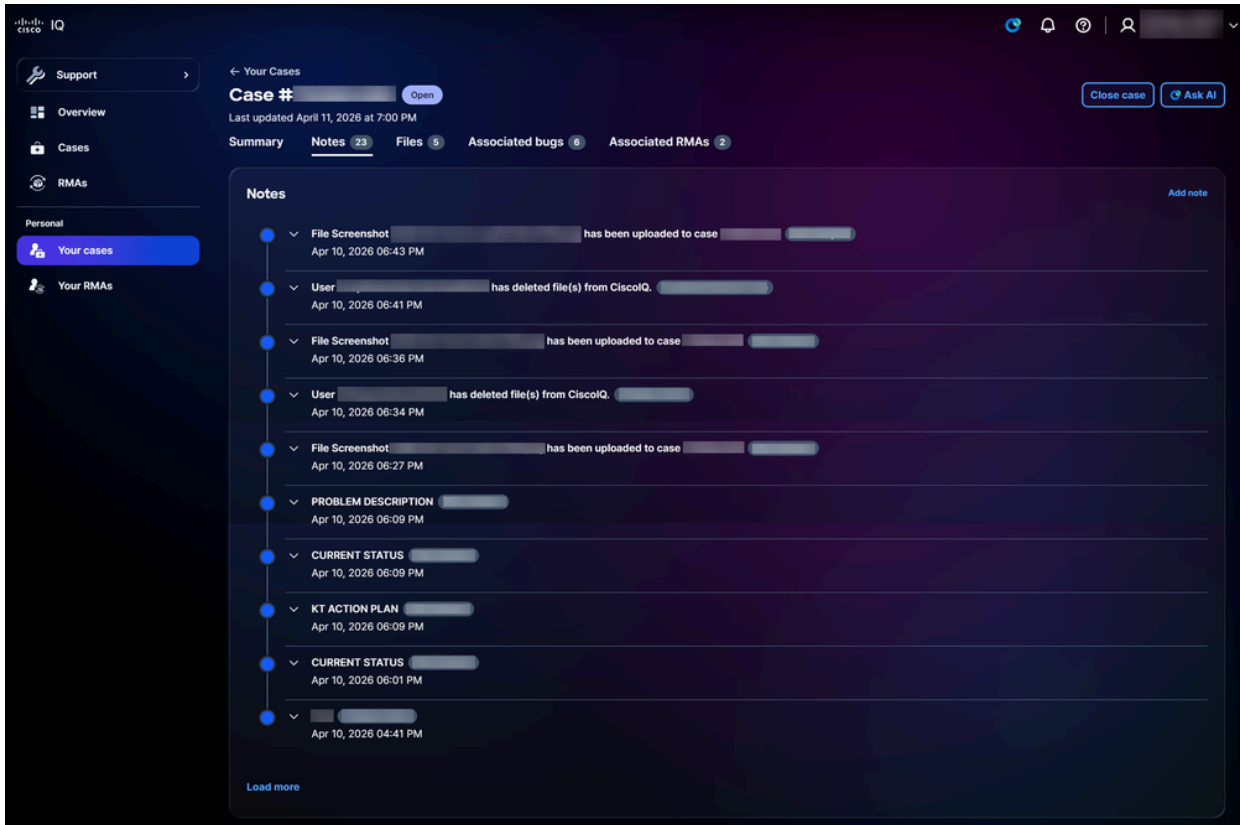 CISCO IQ
Support
Overview
Cases
RMAs
Personal
Your cases
Your RMAs
← Your Cases
Case # Open
Last updated April 11, 2026 at 7:00 PM
Close case
Ask AI
Summary Notes 23 Files 5 Associated bugs 6 Associated RMAs 2
Notes
Add note
File Screenshot has been uploaded to case
Apr 10, 2026 06:43 PM
User has deleted file(s) from CiscoIQ.
Apr 10, 2026 06:41 PM
File Screenshot has been uploaded to case
Apr 10, 2026 06:36 PM
User has deleted file(s) from CiscoIQ.
Apr 10, 2026 06:34 PM
File Screenshot has been uploaded to case
Apr 10, 2026 06:27 PM
PROBLEM DESCRIPTION
Apr 10, 2026 06:09 PM
CURRENT STATUS
Apr 10, 2026 06:09 PM
KT ACTION PLAN
Apr 10, 2026 06:09 PM
CURRENT STATUS
Apr 10, 2026 06:01 PM
Apr 10, 2026 04:41 PM
Load more